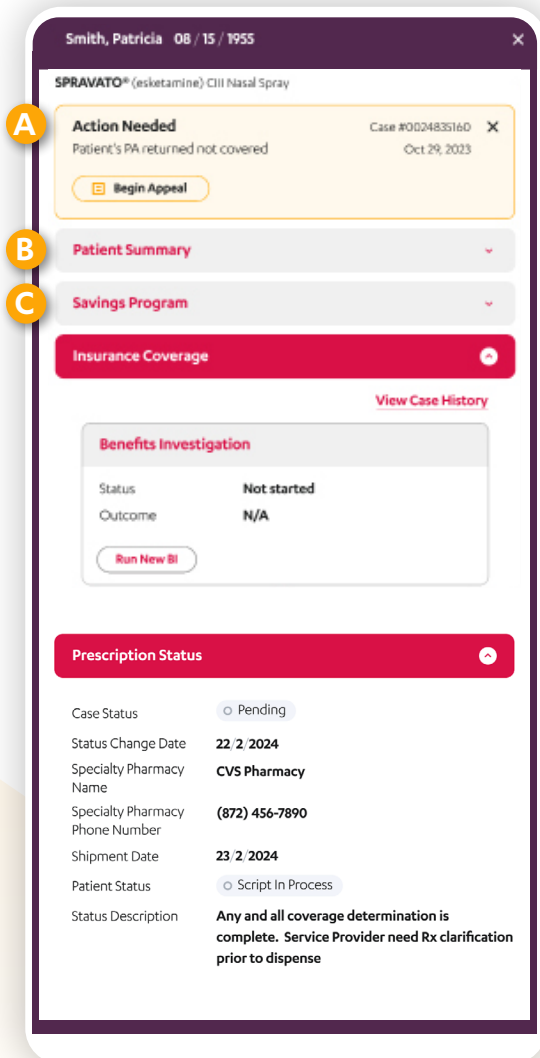 Smith, Patricia 08 / 15 / 1955
SPRAVATO® (esketamine) CIII Nasal Spray
A
Action Needed Case #0024835160
Patient's PA returned not covered Oct 29, 2023
Begin Appeal
B
Patient Summary
C
Savings Program
Insurance Coverage
View Case History
Benefits Investigation
Status Not started
Outcome N/A
Run New BI
Prescription Status
Case Status Pending
Status Change Date 22/2/2024
Specialty Pharmacy CVS Pharmacy
Name
Specialty Pharmacy (872) 456-7890
Phone Number
Shipment Date 23/2/2024
Patient Status Script In Process
Status Description Any and all coverage determination is
complete. Service Provider need Rx clarification
prior to dispense